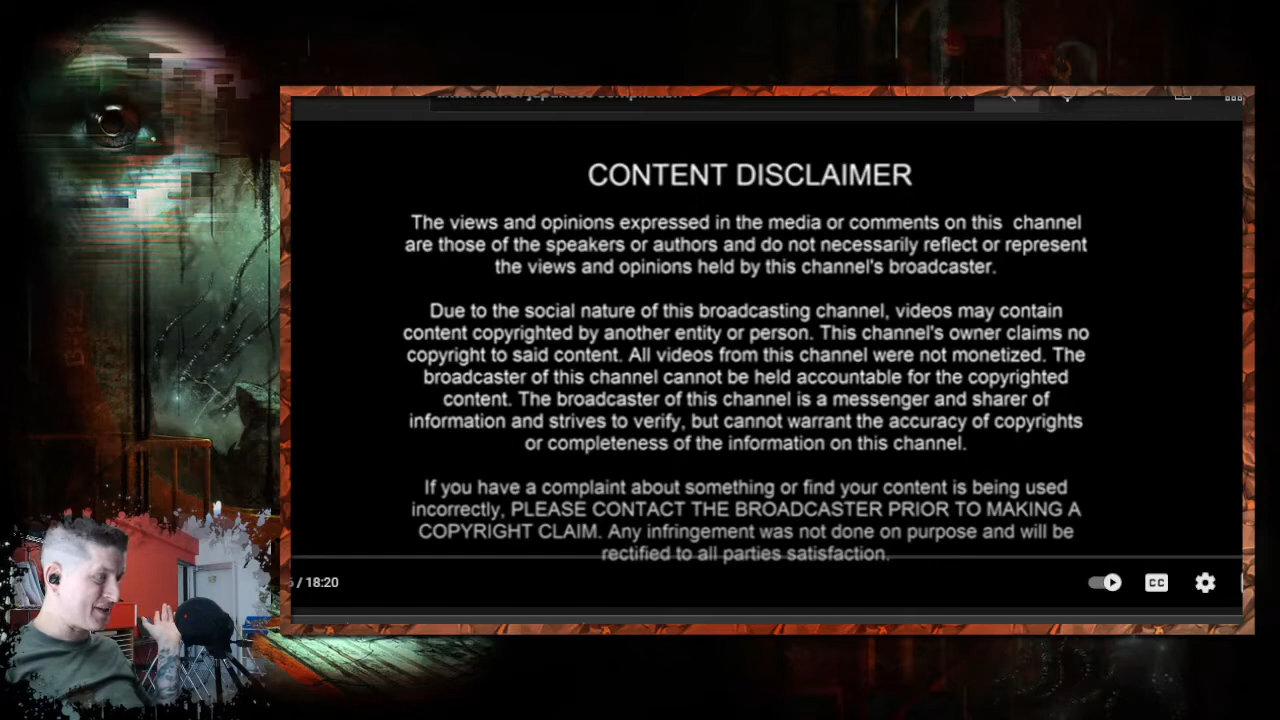 CONTENT DISCLAIMER
The views and opinions expressed in the media or comments on this channel
are those of the speakers or authors and do not necessarily reflect or represent
the views and opinions held by this channel's broadcaster.
Due to the social nature of this broadcasting channel, videos may contain
content copyrighted by another entity or person. This channel's owner claims no
copyright to said content. All videos from this channel were not monetized. The
broadcaster of this channel cannot be held accountable for the copyrighted
content. The broadcaster of this channel is a messenger and sharer of
information and strives to verify, but cannot warrant the accuracy of copyrights
or completeness of the information on this channel.
If you have a complaint about something or find your content is being used
incorrectly, PLEASE CONTACT THE BROADCASTER PRIOR TO MAKING A
COPYRIGHT CLAIM. Any infringement was not done on purpose and will be
rectified to all parties satisfaction.
/ 18:20
CC